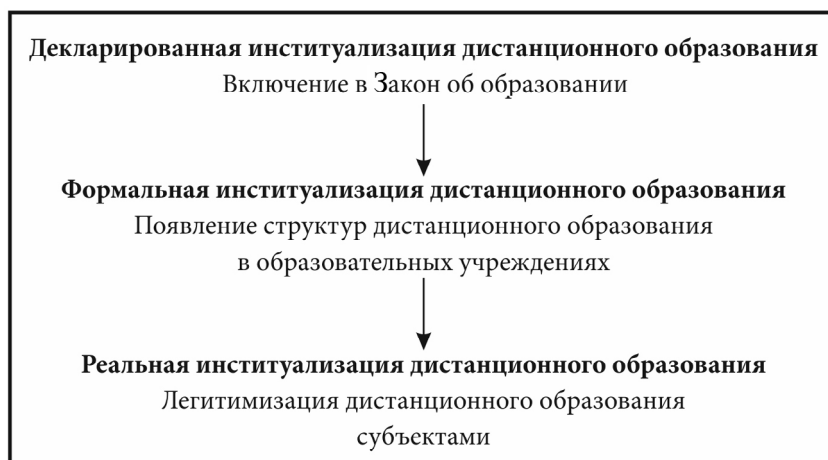 Декларированная институализация дистанционного образования
Включение в Закон об образовании
Формальная институализация дистанционного образования
Появление структур дистанционного образования
в образовательных учреждениях
Реальная институализация дистанционного образования
Легитимизация дистанционного образования
субъектами